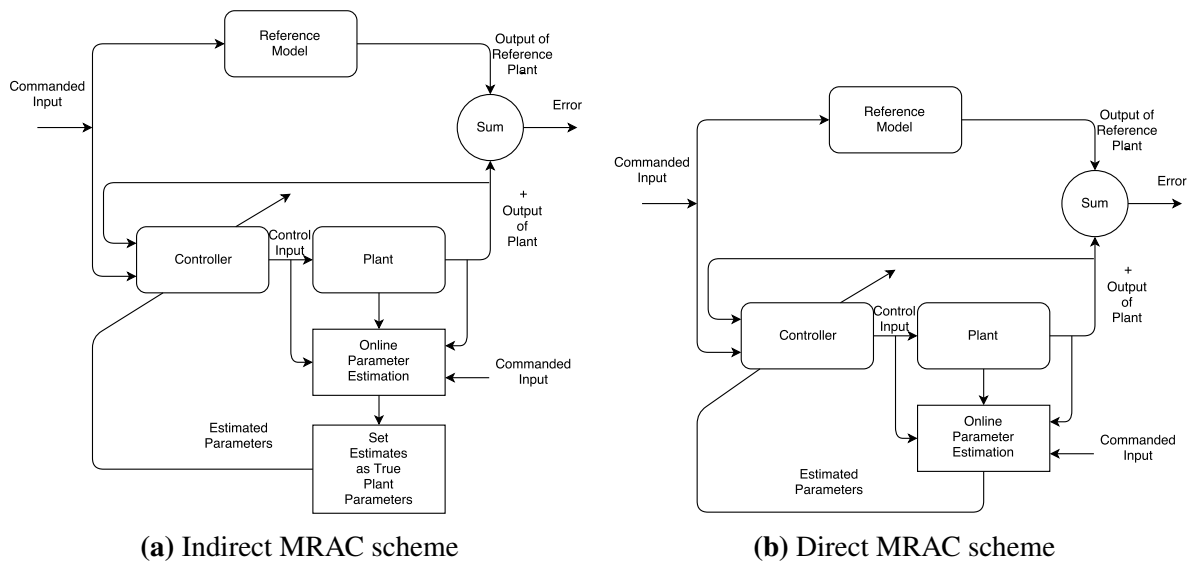 Reference
Model
Output of
Reference
Plant
-
Commanded
Input
Sum
Error
+
Output
of
Plant
Controller
Control
Input
Plant
Online
Parameter
Estimation
Commanded
Input
Estimated
Parameters
Set
Estimates
as True
Plant
Parameters
(a) Indirect MRAC scheme
Reference
Model
Output of
Reference
Plant
-
Commanded
Input
Sum
Error
+
Output
of
Plant
Controller
Control
Input
Plant
Online
Parameter
Estimation
Commanded
Input
Estimated
Parameters
(b) Direct MRAC scheme